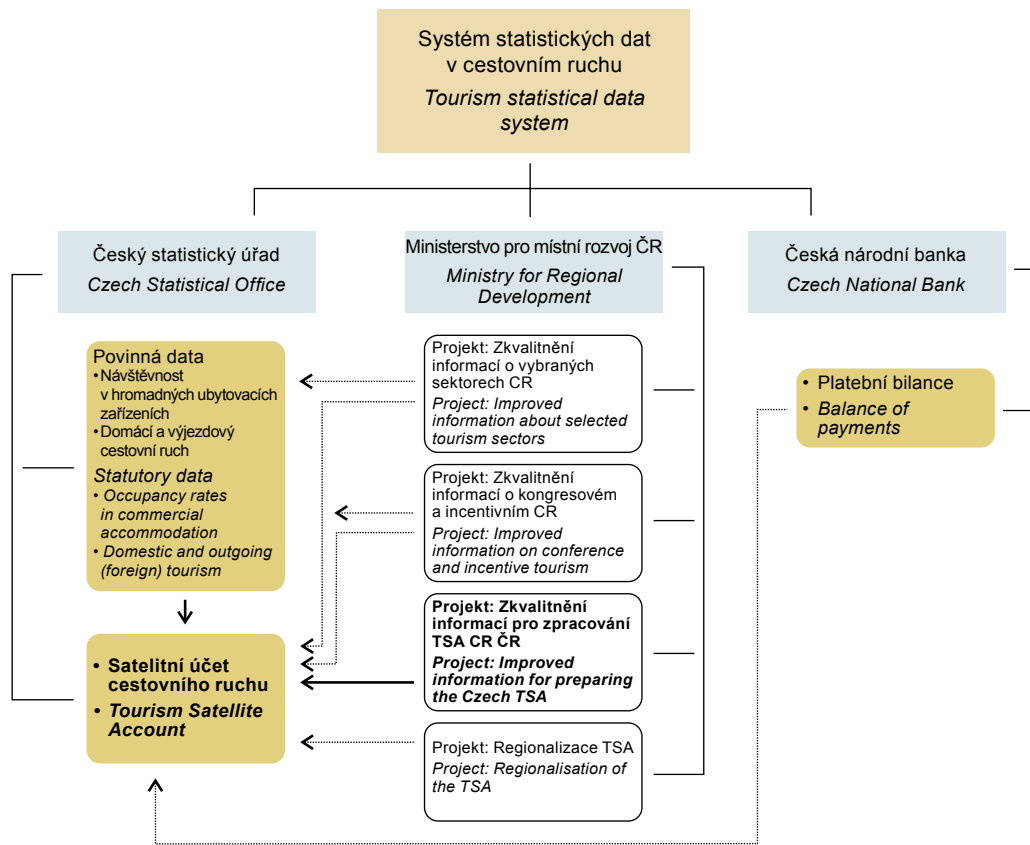 Systém statistických dat
v cestovním ruchu
Tourism statistical data
system
Český statistický úřad
Czech Statistical Office
Ministerstvo pro místní rozvoj ČR
Ministry for Regional
Development
Česká národní banka
Czech National Bank
Povinná data
• Návštěvnost
v hromadných ubytovacích
zařízeních
• Domácí a výjezdový
cestovní ruch
Statutory data
• Occupancy rates
in commercial
accommodation
• Domestic and outgoing
(foreign) tourism
• Satelitní účet
cestovního ruchu
• Tourism Satellite
Account
Projekt: Zkvalitnění
informací o vybraných
sektorech CR
Project: Improved
information about selected
tourism sectors
Projekt: Zkvalitnění
informací o kongresovém
a incentivním CR
Project: Improved
information on conference
and incentive tourism
Projekt: Zkvalitnění
informací pro zpracování
TSA CR ČR
Project: Improved
information for preparing
the Czech TSA
Projekt: Regionalizace TSA
Project: Regionalisation of
the TSA
• Platební bilance
• Balance of
payments